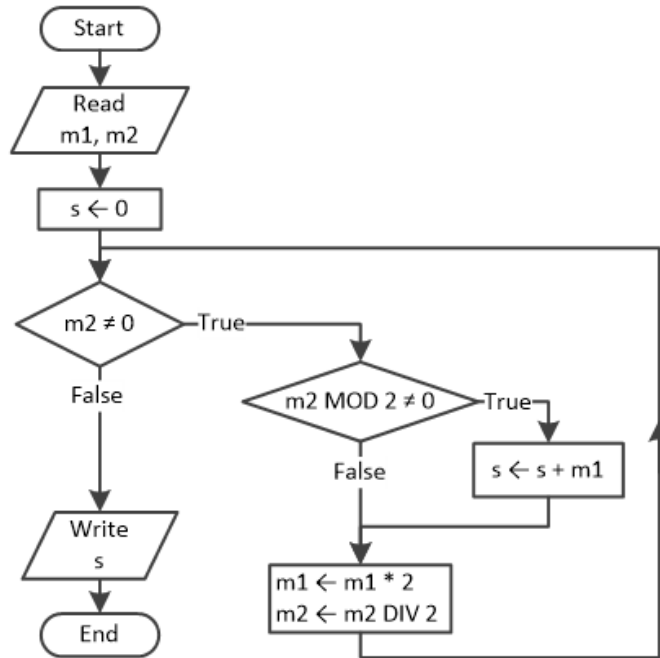 Start
Read
m1, m2
s ← 0
m2 ≠ 0
True
False
m2 MOD 2 ≠ 0
True
False
s ← s + m1
m1 ← m1 * 2
m2 ← m2 DIV 2
Write
s
End